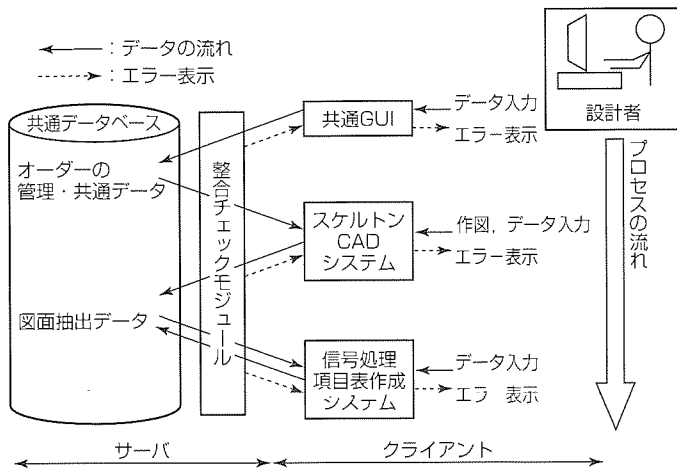 ：データの流れ
：エラー表示
設計者
共通データベース
オーダーの
管理・共通データ
図面抽出データ
整合チェックモジュール
共通GUI
データ入力
エラー表示
スケルトン
CAD
システム
作図，データ入力
エラー表示
信号処理
項目表作成
システム
データ入力
エラ 表示
プロセスの流れ
サーバ
クライアント